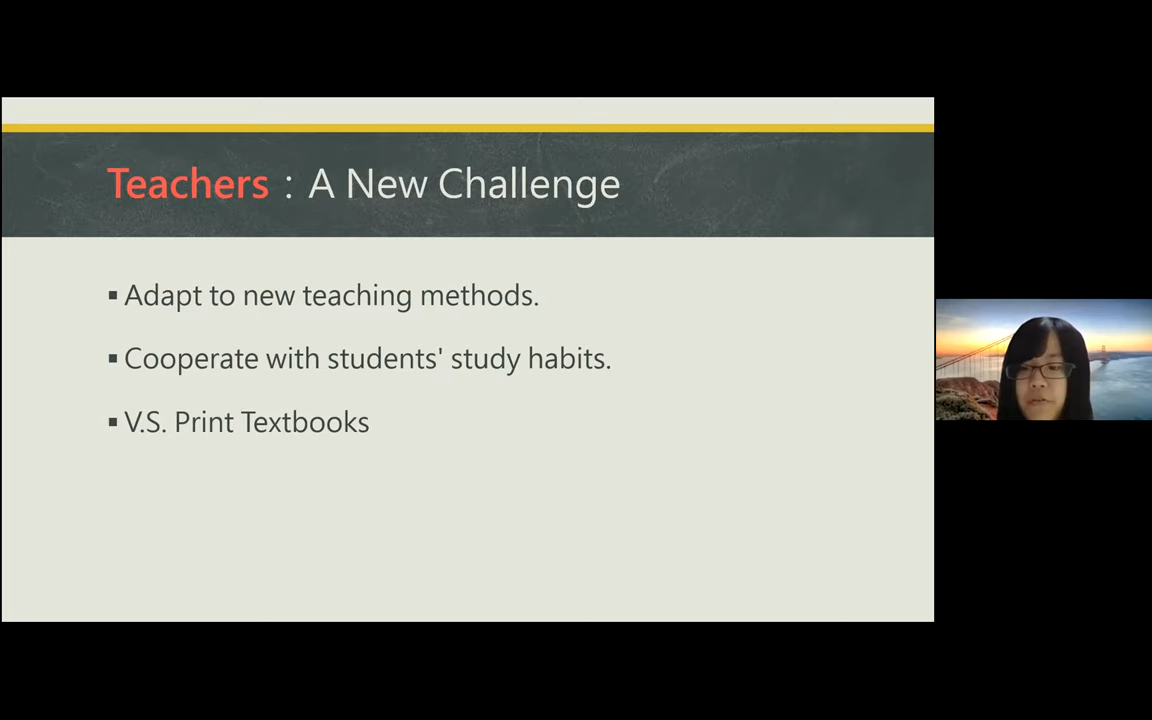 Teachers : A New Challenge
▪ Adapt to new teaching methods.
▪ Cooperate with students' study habits.
▪ V.S. Print Textbooks